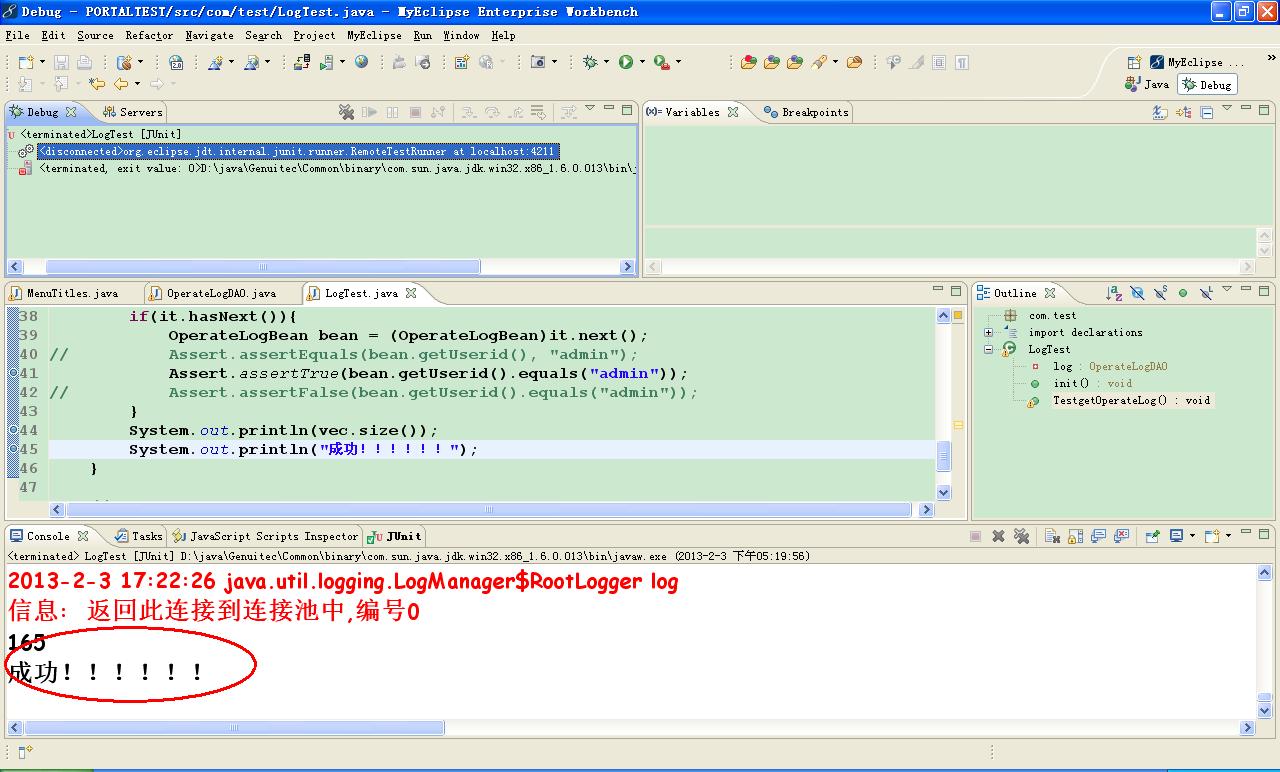 Debug - PORTALTEST/src/com/test/LogTest.java - MyEclipse Enterprise Workbench
File Edit Source Refactor Navigate Search Project MyEclipse Run Window Help
MyEclipse ...
Java Debug
Debug Servers
<terminated>LogTest [JUnit]
<disconnected>org.eclipse.jdt.internal.junit.runner.RemoteTestRunner at localhost:4211
<terminated, exit value: 0>D:\java\Genuitec\Common\binary\com.sun.java.jdk.win32.x86_1.6.0.013\bin\j
(x)= Variables Breakpoints
MenuTitles.java OperateLogDAO.java LogTest.java
38 if(it.hasNext()){
39 OperateLogBean bean = (OperateLogBean)it.next();
40 // Assert.assertEquals(bean.getUserid(), "admin");
41 Assert.assertTrue(bean.getUserid().equals("admin"));
42 // Assert.assertFalse(bean.getUserid().equals("admin"));
43 }
44 System.out.println(vec.size());
45 System.out.println("成功！！！！！！");
46 }
47
Outline
com.test
import declarations
LogTest
log : OperateLogDAO
init() : void
TestgetOperateLog() : void
Console Tasks JavaScript Scripts Inspector JUnit
<terminated> LogTest [JUnit] D:\java\Genuitec\Common\binary\com.sun.java.jdk.win32.x86_1.6.0.013\bin\javaw.exe (2013-2-3 下午05:19:56)
2013-2-3 17:22:26 java.util.logging.LogManager$RootLogger log
信息: 返回此连接到连接池中,编号0
165
成功！！！！！！